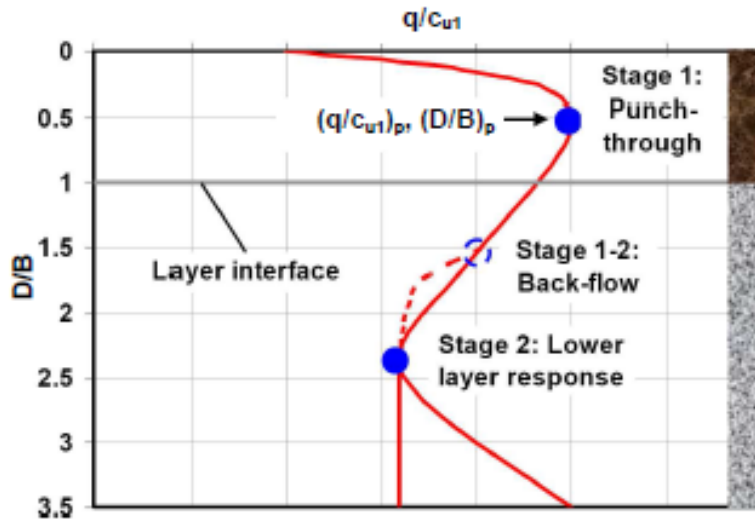 q/cu1
0
Stage 1:
Punch-
through
(q/cu1)p, (D/B)p
0.5
1
1.5
Stage 1-2:
Back-flow
Layer interface
D/B
2
Stage 2: Lower
layer response
2.5
3
3.5